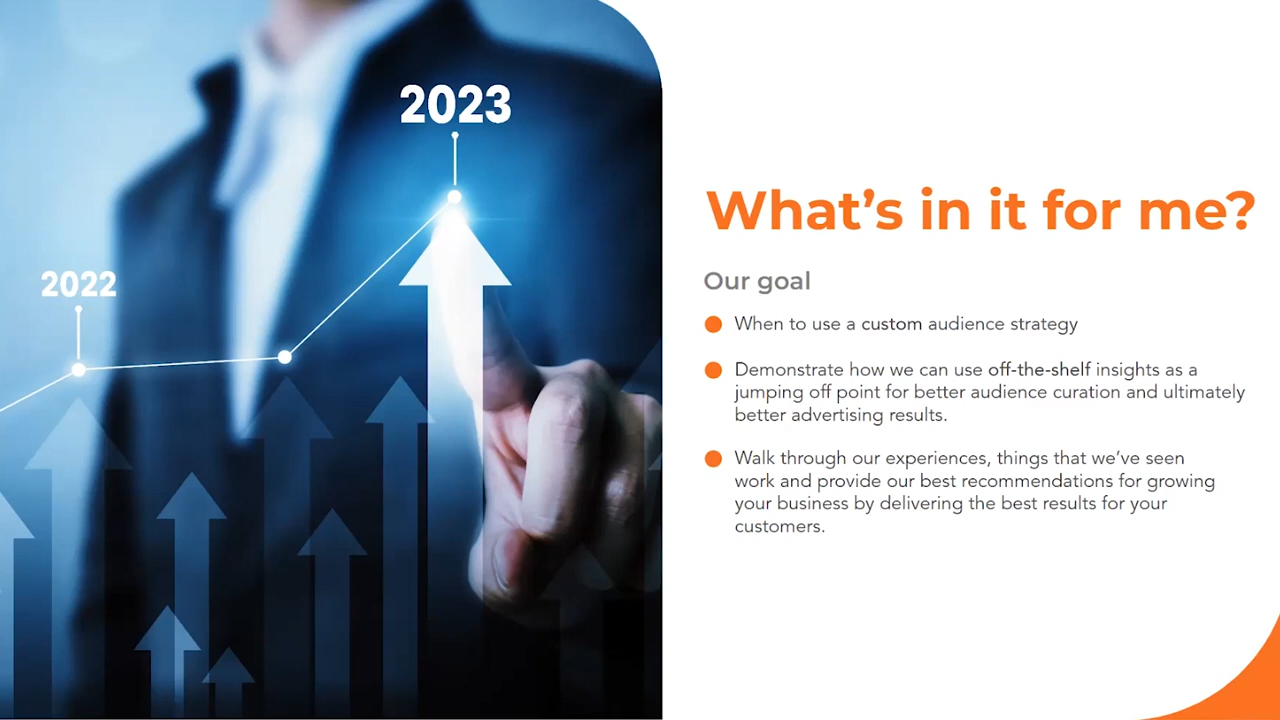 2023
2022
What's in it for me?
Our goal
When to use a custom audience strategy
Demonstrate how we can use off-the-shelf insights as a
jumping off point for better audience curation and ultimately
better advertising results.
Walk through our experiences, things that we've seen
work and provide our best recommendations for growing
your business by delivering the best results for your
customers.